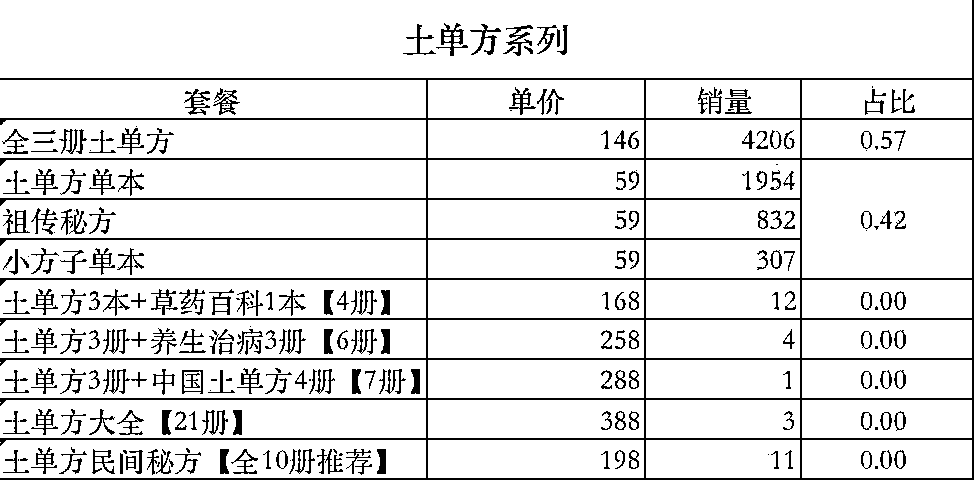 土单方系列
套餐 单价 销量 占比
全三册土单方 146 4206 0.57
土单方单本 59 1954
祖传秘方 59 832 0.42
小方子单本 59 307
土单方3本+草药百科1本【4册】 168 12 0.00
土单方3册+养生治病3册【6册】 258 4 0.00
土单方3册+中国土单方4册【7册】 288 1 0.00
土单方大全【21册】 388 3 0.00
土单方民间秘方【全10册推荐】 198 11 0.00